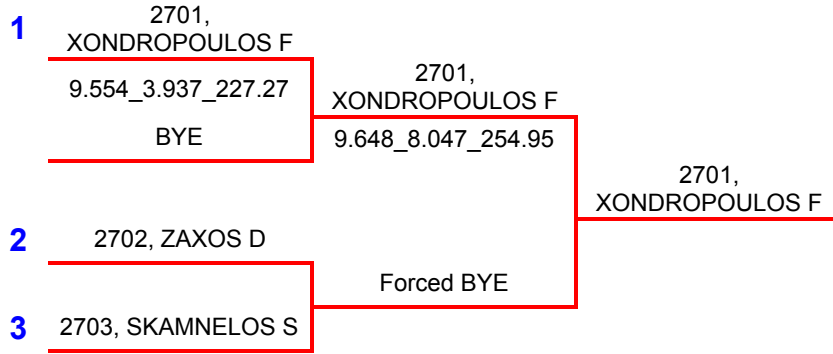 1
2701,
XONDROPOULOS F
9.554_3.937_227.27
BYE
2701,
XONDROPOULOS F
9.648_8.047_254.95
2701,
XONDROPOULOS F
2
2702, ZAXOS D
Forced BYE
3
2703, SKAMNELOS S